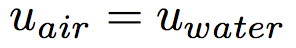 u_{air} = u_{water}